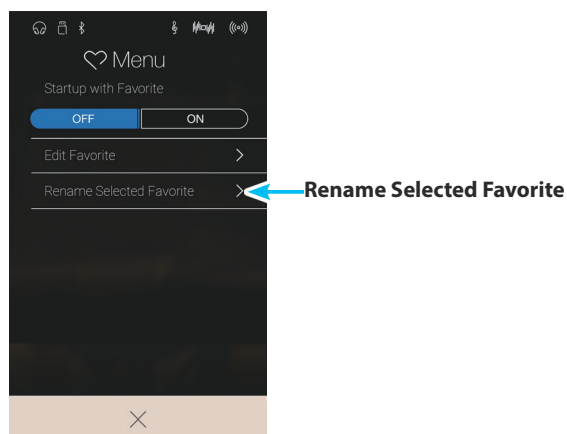 Menu
Startup with Favorite
OFF ON
Edit Favorite
Rename Selected Favorite
Rename Selected Favorite